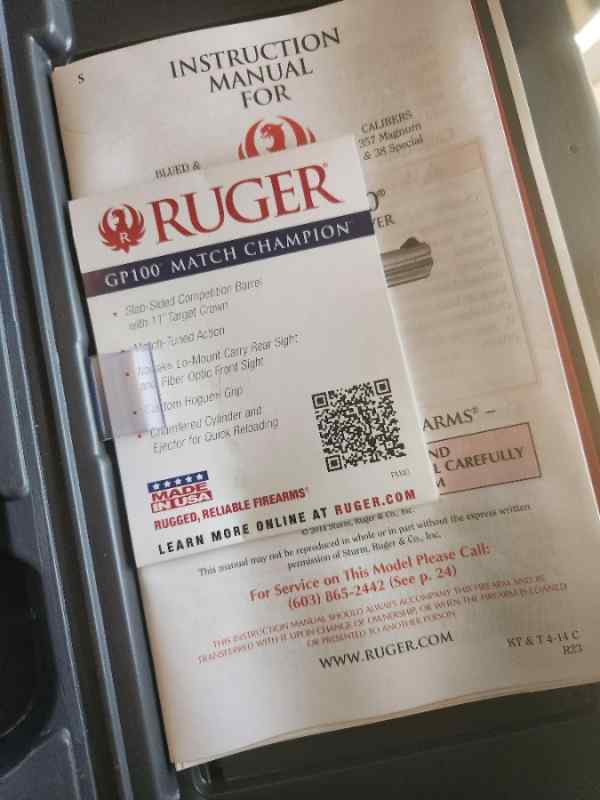 S
INSTRUCTION
MANUAL
FOR
BLUED &
CALIBERS
357 Magnum
& 38 Special
RUGER®
R
GP100™ MATCH CHAMPION™
• Slab-Sided Competition Barrel
with 11° Target Crown
Match-Tuned Action
• Lo-Mount Carry Rear Sight
and Fiber Optic Front Sight
• Custom Hogue® Grip
• Chamfered Cylinder and
Ejector for Quick Reloading
MADE
IN USA
RUGGED, RELIABLE FIREARMS®
LEARN MORE ONLINE AT RUGER.COM
ARMS® –
CAREFULLY
Sturm, Ruger & Co., Inc.
This manual may not be reproduced in whole or in part without the express written
permission of Sturm, Ruger & Co., Inc.
For Service on This Model Please Call:
(603) 865-2442 (See p. 24)
THIS INSTRUCTION MANUAL SHOULD ALWAYS ACCOMPANY THIS FIREARM AND BE
TRANSFERRED WITH IT UPON CHANGE OF OWNERSHIP, OR WHEN THE FIREARM IS LOANED
OR PRESENTED TO ANOTHER PERSON
WWW.RUGER.COM
KT & T 4-14 C
R23